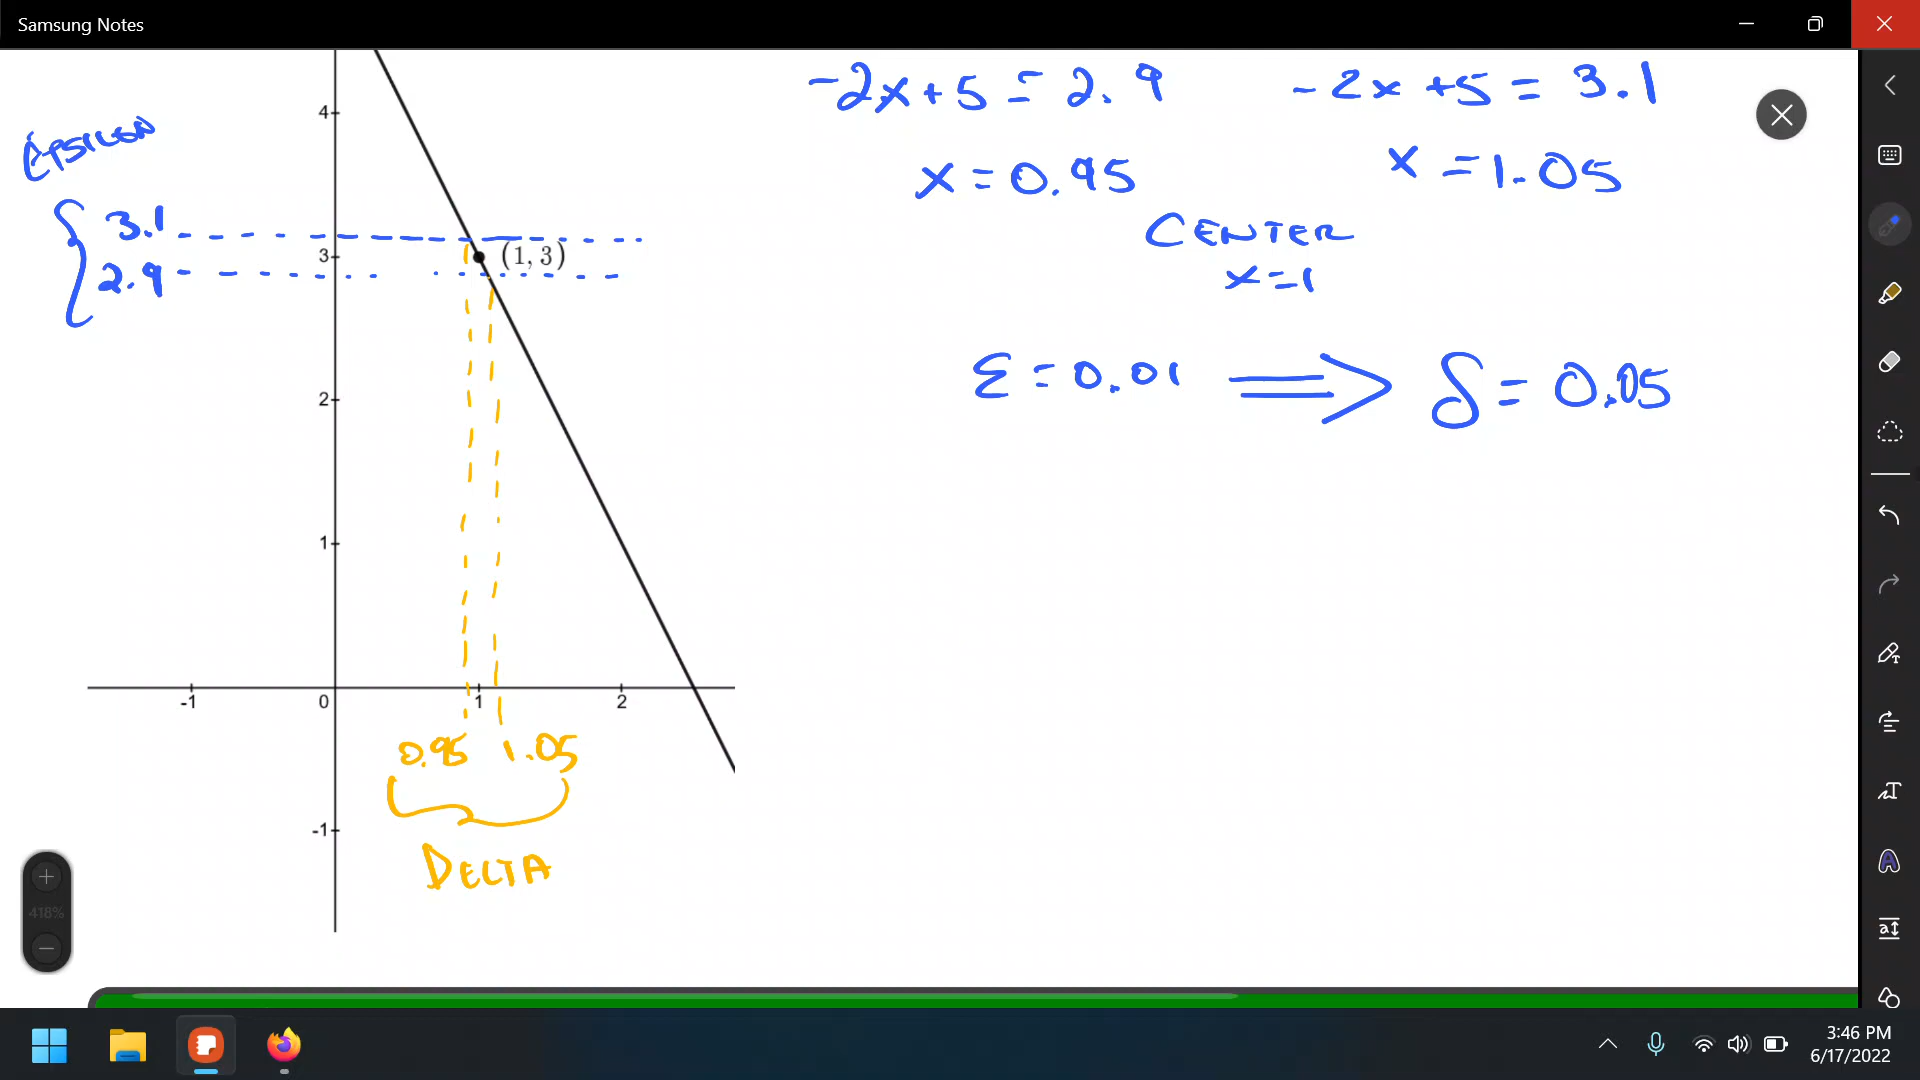 Samsung Notes
-2x+5=2.9
-2x+5=3.1
x=0.95
x=1.05
CENTER
x=1
ε=0.01 ⟹ δ=0.05
EPSILON
3.1
2.9
4
3
2
1
-1
(1, 3)
-1 0 1 2
0.95 1.05
DELTA
418%
3:46 PM
6/17/2022